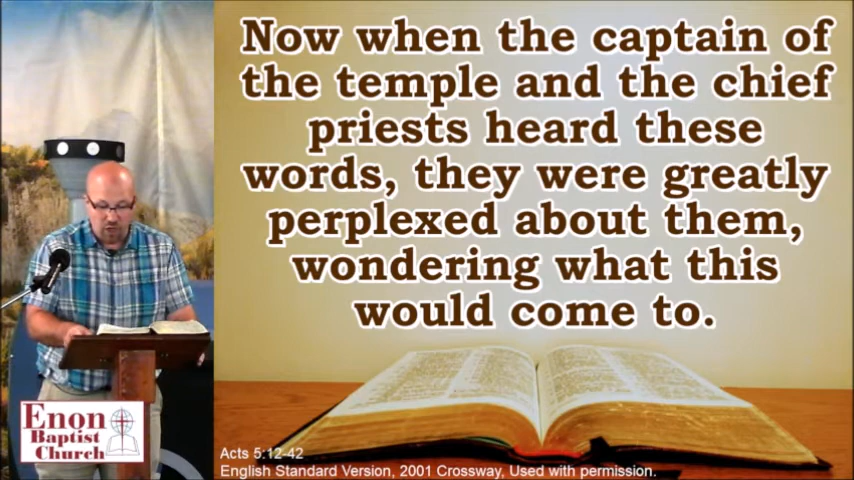 Now when the captain of
the temple and the chief
priests heard these
words, they were greatly
perplexed about them,
wondering what this
would come to.
Enon
Baptist
Church
Acts 5:12-42
English Standard Version, 2001 Crossway, Used with permission.